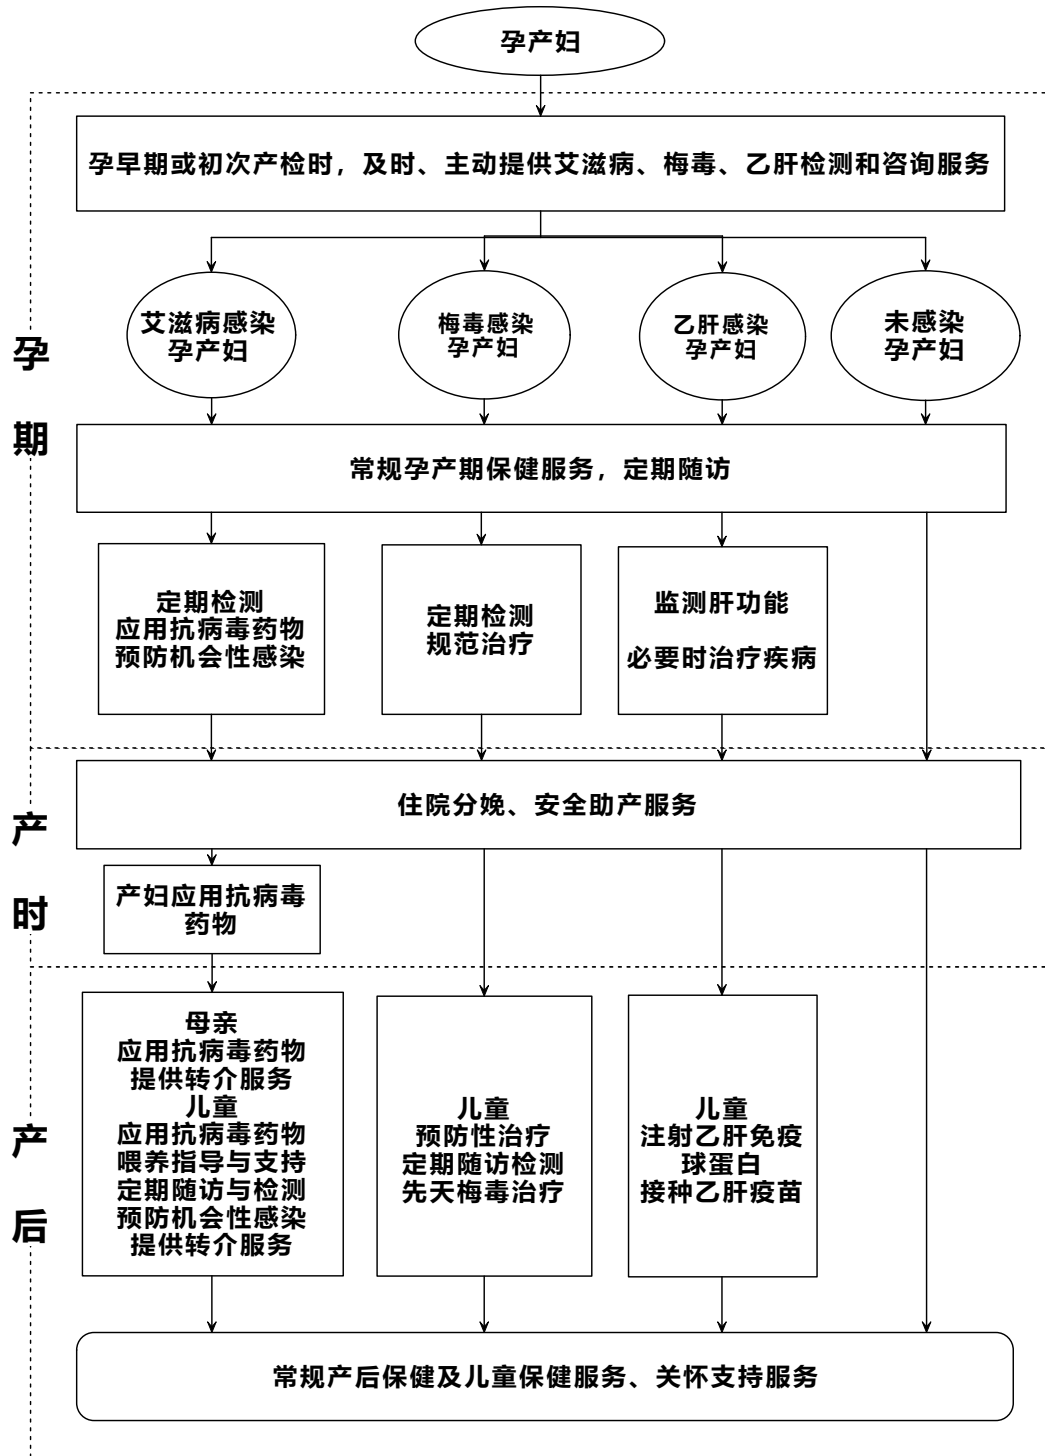 孕产妇
孕早期或初次产检时，及时、主动提供艾滋病、梅毒、乙肝检测和咨询服务
艾滋病感染
孕产妇
梅毒感染
孕产妇
乙肝感染
孕产妇
未感染
孕产妇
孕
期
常规孕产期保健服务，定期随访
定期检测
应用抗病毒药物
预防机会性感染
定期检测
规范治疗
监测肝功能
必要时治疗疾病
住院分娩、安全助产服务
产
时
产妇应用抗病毒
药物
母亲
应用抗病毒药物
提供转介服务
儿童
应用抗病毒药物
喂养指导与支持
定期随访与检测
预防机会性感染
提供转介服务
儿童
预防性治疗
定期随访检测
先天梅毒治疗
儿童
注射乙肝免疫
球蛋白
接种乙肝疫苗
产
后
常规产后保健及儿童保健服务、关怀支持服务